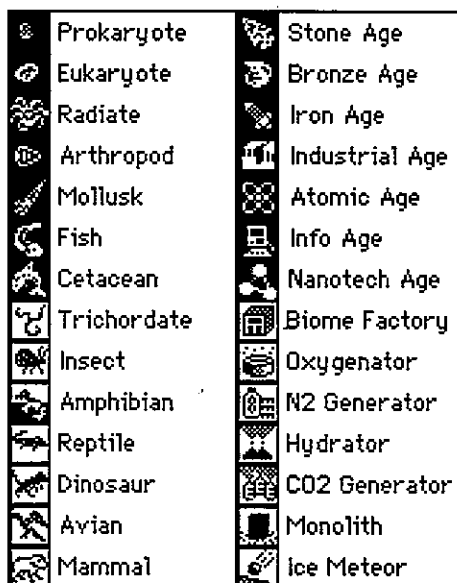 Prokaryote
Eukaryote
Radiate
Arthropod
Mollusk
Fish
Cetacean
Trichordate
Insect
Amphibian
Reptile
Dinosaur
Avian
Mammal
Stone Age
Bronze Age
Iron Age
Industrial Age
Atomic Age
Info Age
Nanotech Age
Biome Factory
Oxygenator
N2 Generator
Hydrator
CO2 Generator
Monolith
Ice Meteor